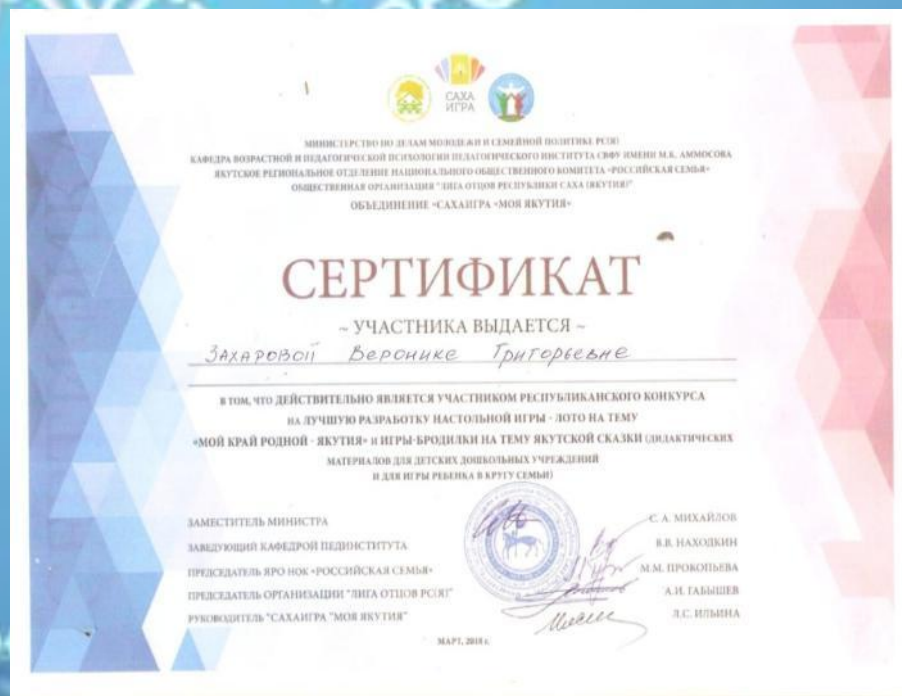 САХА
ИГРА
МИНИСТЕРСТВО ПО ДЕЛАМ МОЛОДЕЖИ И СЕМЕЙНОЙ ПОЛИТИКЕ РС(Я)
КАФЕДРА ВОЗРАСТНОЙ И ПЕДАГОГИЧЕСКОЙ ПСИХОЛОГИИ ПЕДАГОГИЧЕСКОГО ИНСТИТУТА СВФУ ИМЕНИ М.К. АММОСОВА
ЯКУТСКОЕ РЕГИОНАЛЬНОЕ ОТДЕЛЕНИЕ НАЦИОНАЛЬНОГО ОБЩЕСТВЕННОГО КОМИТЕТА «РОССИЙСКАЯ СЕМЬЯ»
ОБЩЕСТВЕННАЯ ОРГАНИЗАЦИЯ "ЛИГА ОТЦОВ РЕСПУБЛИКИ САХА (ЯКУТИЯ)"
ОБЪЕДИНЕНИЕ «САХАИГРА «МОЯ ЯКУТИЯ»
СЕРТИФИКАТ
~ УЧАСТНИКА ВЫДАЕТСЯ ~
ЗАХАРОВОЙ Веронике Григорьевне
В ТОМ, ЧТО ДЕЙСТВИТЕЛЬНО ЯВЛЯЕТСЯ УЧАСТНИКОМ РЕСПУБЛИКАНСКОГО КОНКУРСА
НА ЛУЧШУЮ РАЗРАБОТКУ НАСТОЛЬНОЙ ИГРЫ - ЛОТО НА ТЕМУ
«МОЙ КРАЙ РОДНОЙ - ЯКУТИЯ» И ИГРЫ-БРОДИЛКИ НА ТЕМУ ЯКУТСКОЙ СКАЗКИ (ДИДАКТИЧЕСКИХ
МАТЕРИАЛОВ ДЛЯ ДЕТСКИХ ДОШКОЛЬНЫХ УЧРЕЖДЕНИЙ
И ДЛЯ ИГРЫ РЕБЕНКА В КРУГУ СЕМЬИ)
ЗАМЕСТИТЕЛЬ МИНИСТРА С. А. МИХАЙЛОВ
ЗАВЕДУЮЩИЙ КАФЕДРОЙ ПЕДИНСТИТУТА В.В. НАХОДКИН
ПРЕДСЕДАТЕЛЬ ЯРО НОК «РОССИЙСКАЯ СЕМЬЯ» М.М. ПРОКОПЬЕВА
ПРЕДСЕДАТЕЛЬ ОРГАНИЗАЦИИ "ЛИГА ОТЦОВ РС(Я)" А.И. ГАБЫШЕВ
РУКОВОДИТЕЛЬ "САХАИГРА "МОЯ ЯКУТИЯ" Л.С. ИЛЬИНА
МАРТ, 2018 г.